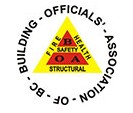 BUILDING · OFFICIALS' · ASSOCIATION · OF · BC ·
FIRE
HEALTH
B
SAFETY
O A
STRUCTURAL